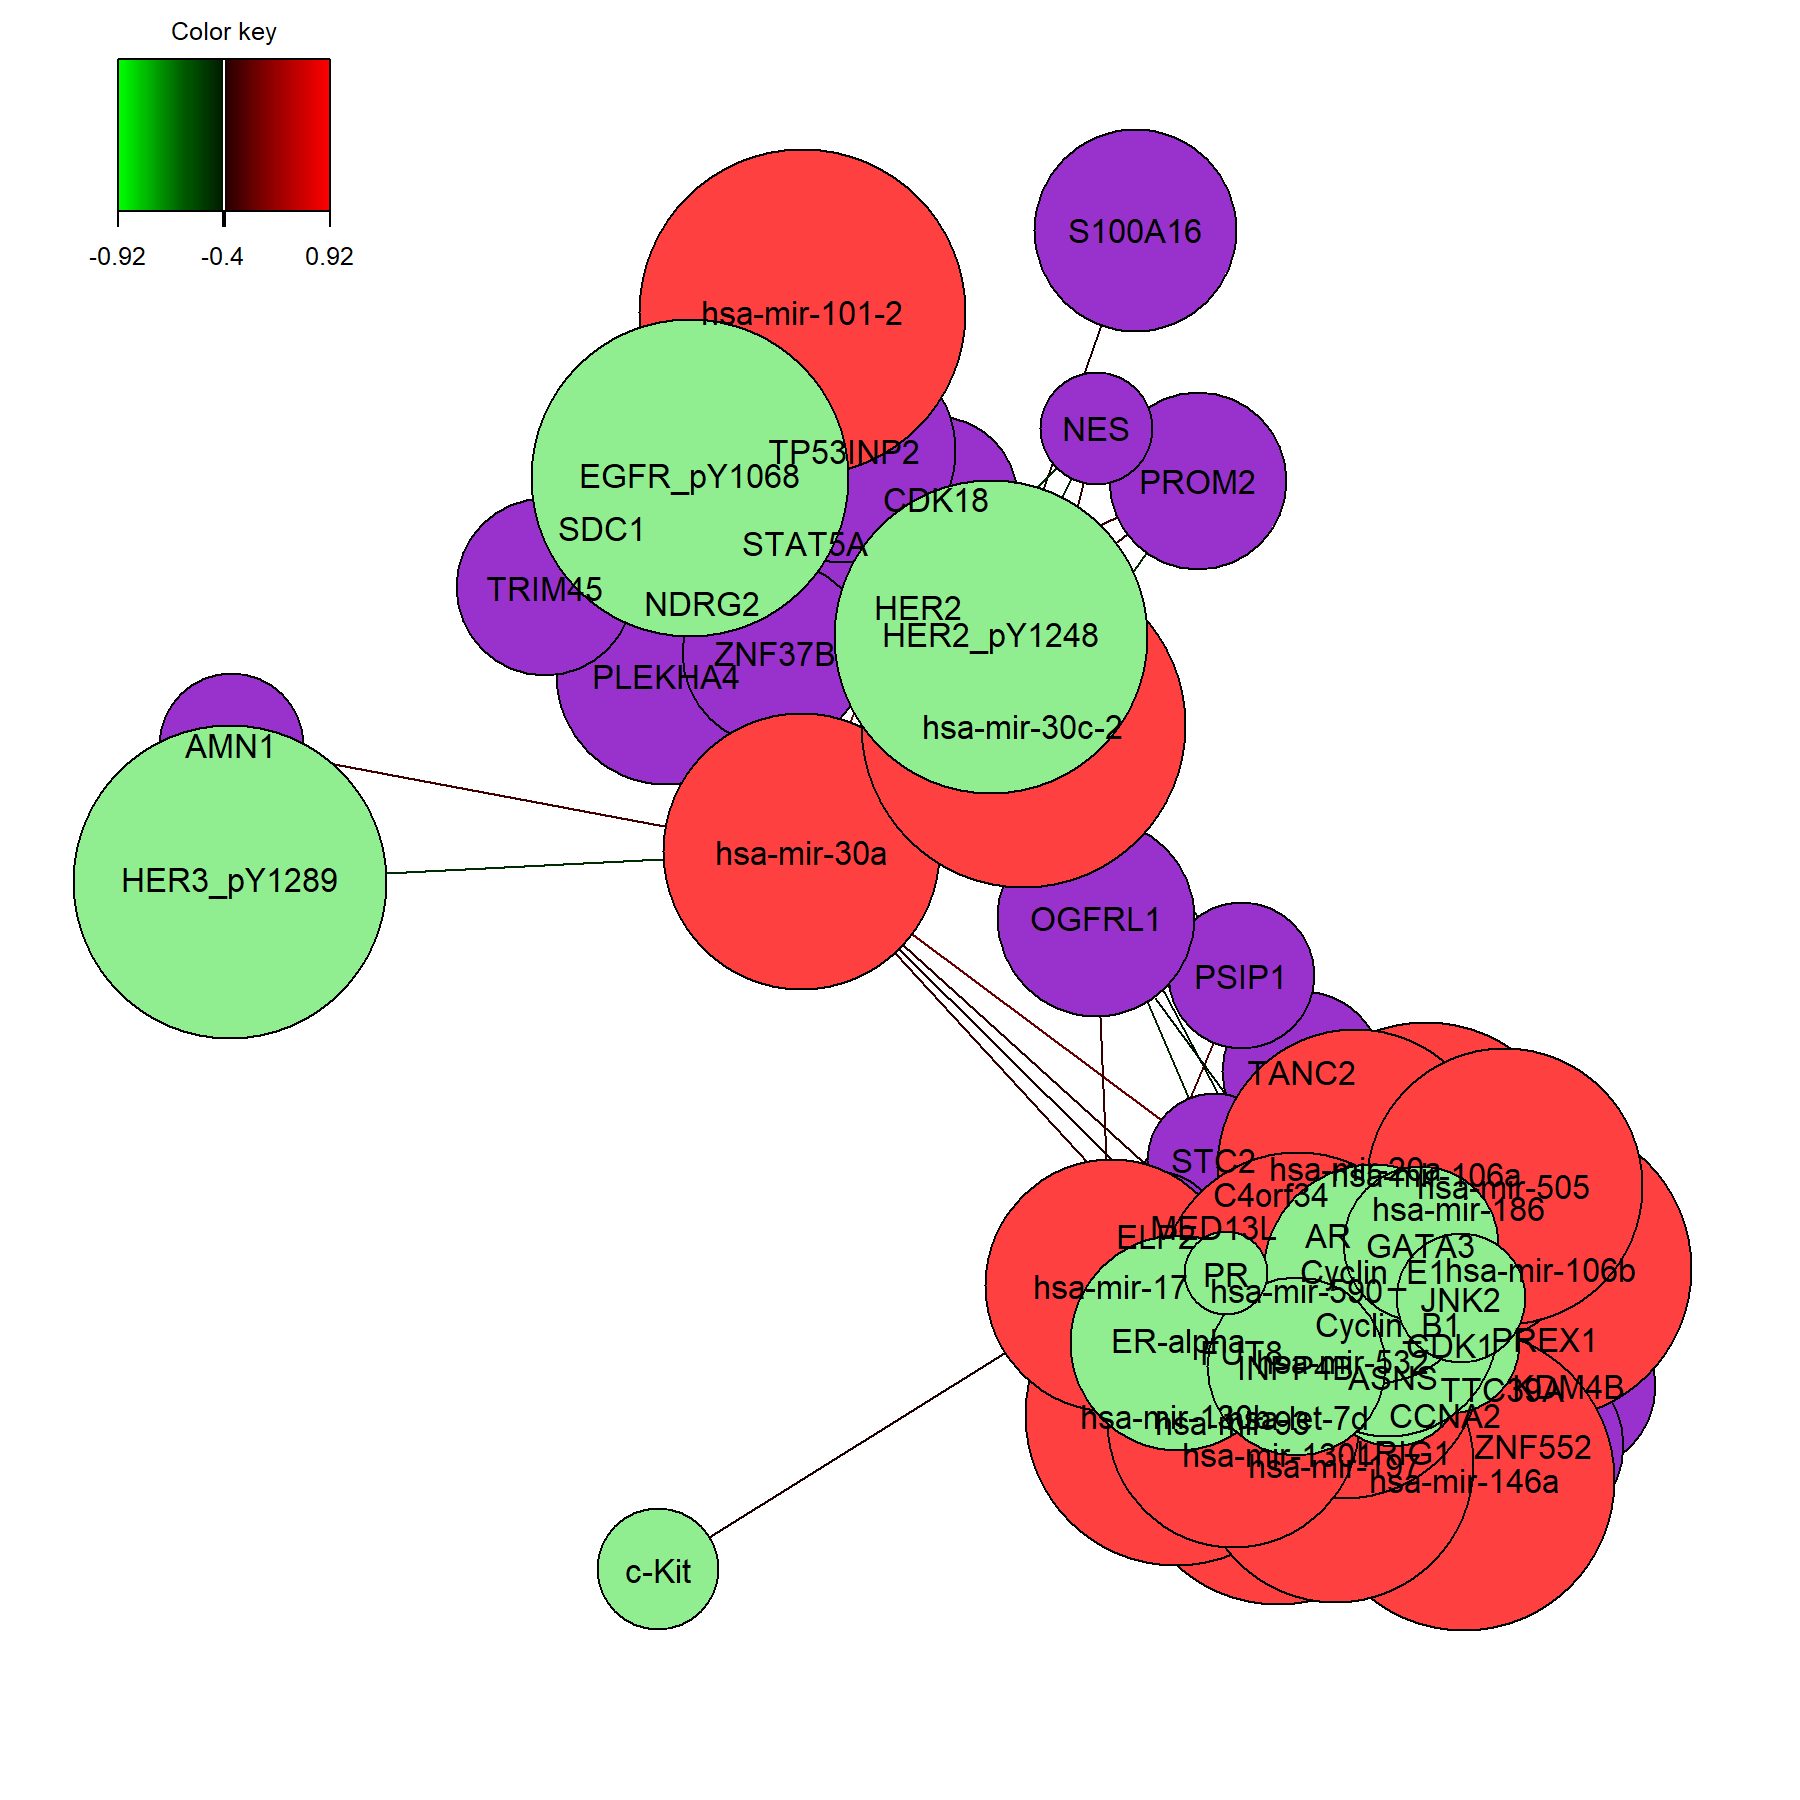 Color key
-0.92
-0.4
0.92
S100A16
hsa-mir-101-2
NES
TP53INP2
EGFR_pY1068
PROM2
CDK18
SDC1
STAT5A
TRIM45
NDRG2
HER2
HER2_pY1248
ZNF37B
PLEKHA4
hsa-mir-30c-2
AMN1
hsa-mir-30a
HER3_pY1289
OGFRL1
PSIP1
TANC2
STC2
hsa-mir-20a
hsa-mir-106a
hsa-mir-505
C4orf34
hsa-mir-186
MED13L
ELP2
AR
GATA3
PR
Cyclin_E1
hsa-mir-106b
hsa-mir-17
hsa-mir-590
JNK2
Cyclin_B1
ER-alpha
CDK1
PREX1
FUT8
hsa-mir-532
INPP4B
ASNS
TTC39A
KDM4B
hsa-mir-130b
hsa-mir-93
hsa-let-7d
CCNA2
ZNF552
hsa-mir-1301
LRIG1
hsa-mir-197
hsa-mir-146a
c-Kit